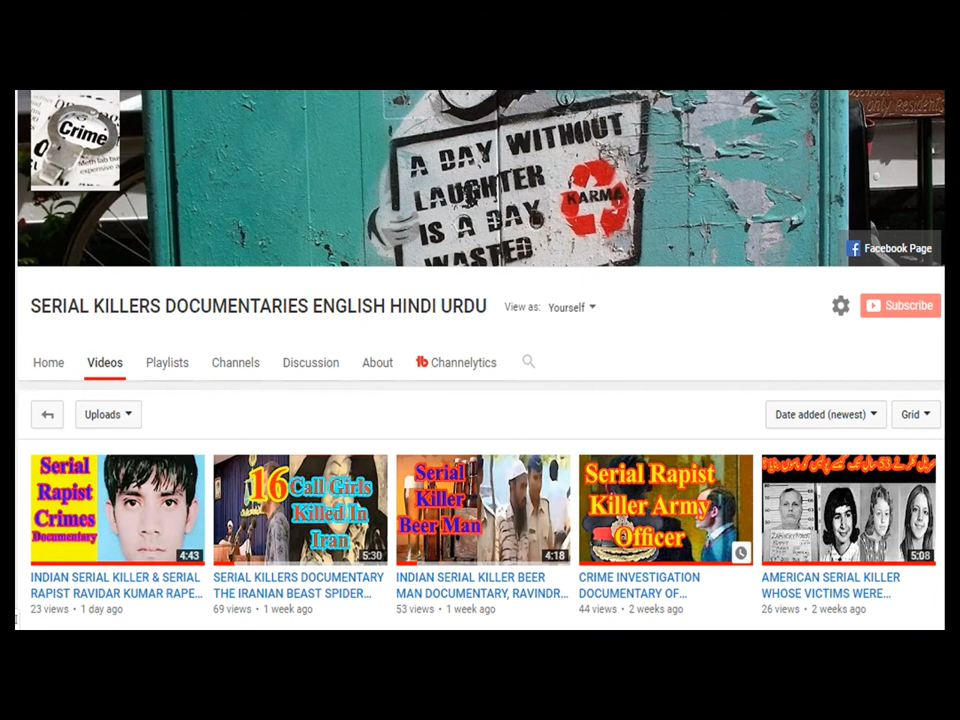 Crime
Meth lab bu
expensive a
A DAY WITHOUT
LAUGHTER
IS A DAY
WASTED
KARMA
only Residents
Facebook Page
SERIAL KILLERS DOCUMENTARIES ENGLISH HINDI URDU
View as: Yourself
Subscribe
Home Videos Playlists Channels Discussion About Channelytics
Uploads
Date added (newest)
Grid
Serial
Rapist
Crimes
Documentary
4:43
16 Call Girls
Killed In
Iran
5:30
Serial
Killer
Beer Man
4:18
Serial Rapist
Killer Army
Officer
5:08
INDIAN SERIAL KILLER & SERIAL
RAPIST RAVIDAR KUMAR RAPE...
23 views • 1 day ago
SERIAL KILLERS DOCUMENTARY
THE IRANIAN BEAST SPIDER...
69 views • 1 week ago
INDIAN SERIAL KILLER BEER
MAN DOCUMENTARY, RAVINDR...
53 views • 1 week ago
CRIME INVESTIGATION
DOCUMENTARY OF...
44 views • 2 weeks ago
AMERICAN SERIAL KILLER
WHOSE VICTIMS WERE...
26 views • 2 weeks ago